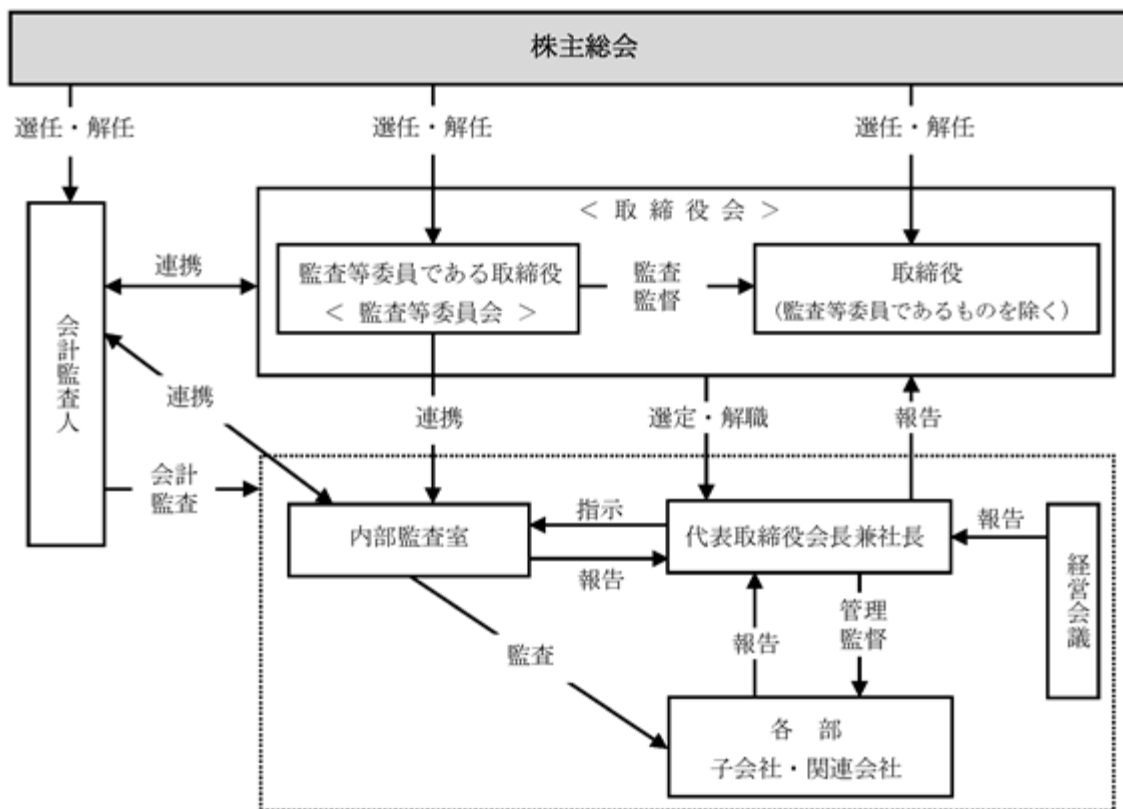 株主総会
選任・解任
選任・解任
選任・解任
< 取 締 役 会 >
監査等委員である取締役
< 監査等委員会 >
監査
監督
取締役
(監査等委員であるものを除く)
連携
会計監査人
連携
連携
選定・解職
報告
会計
監査
内部監査室
指示
報告
代表取締役会長兼社長
報告
経営会議
監査
報告
管理
監督
各 部
子会社・関連会社